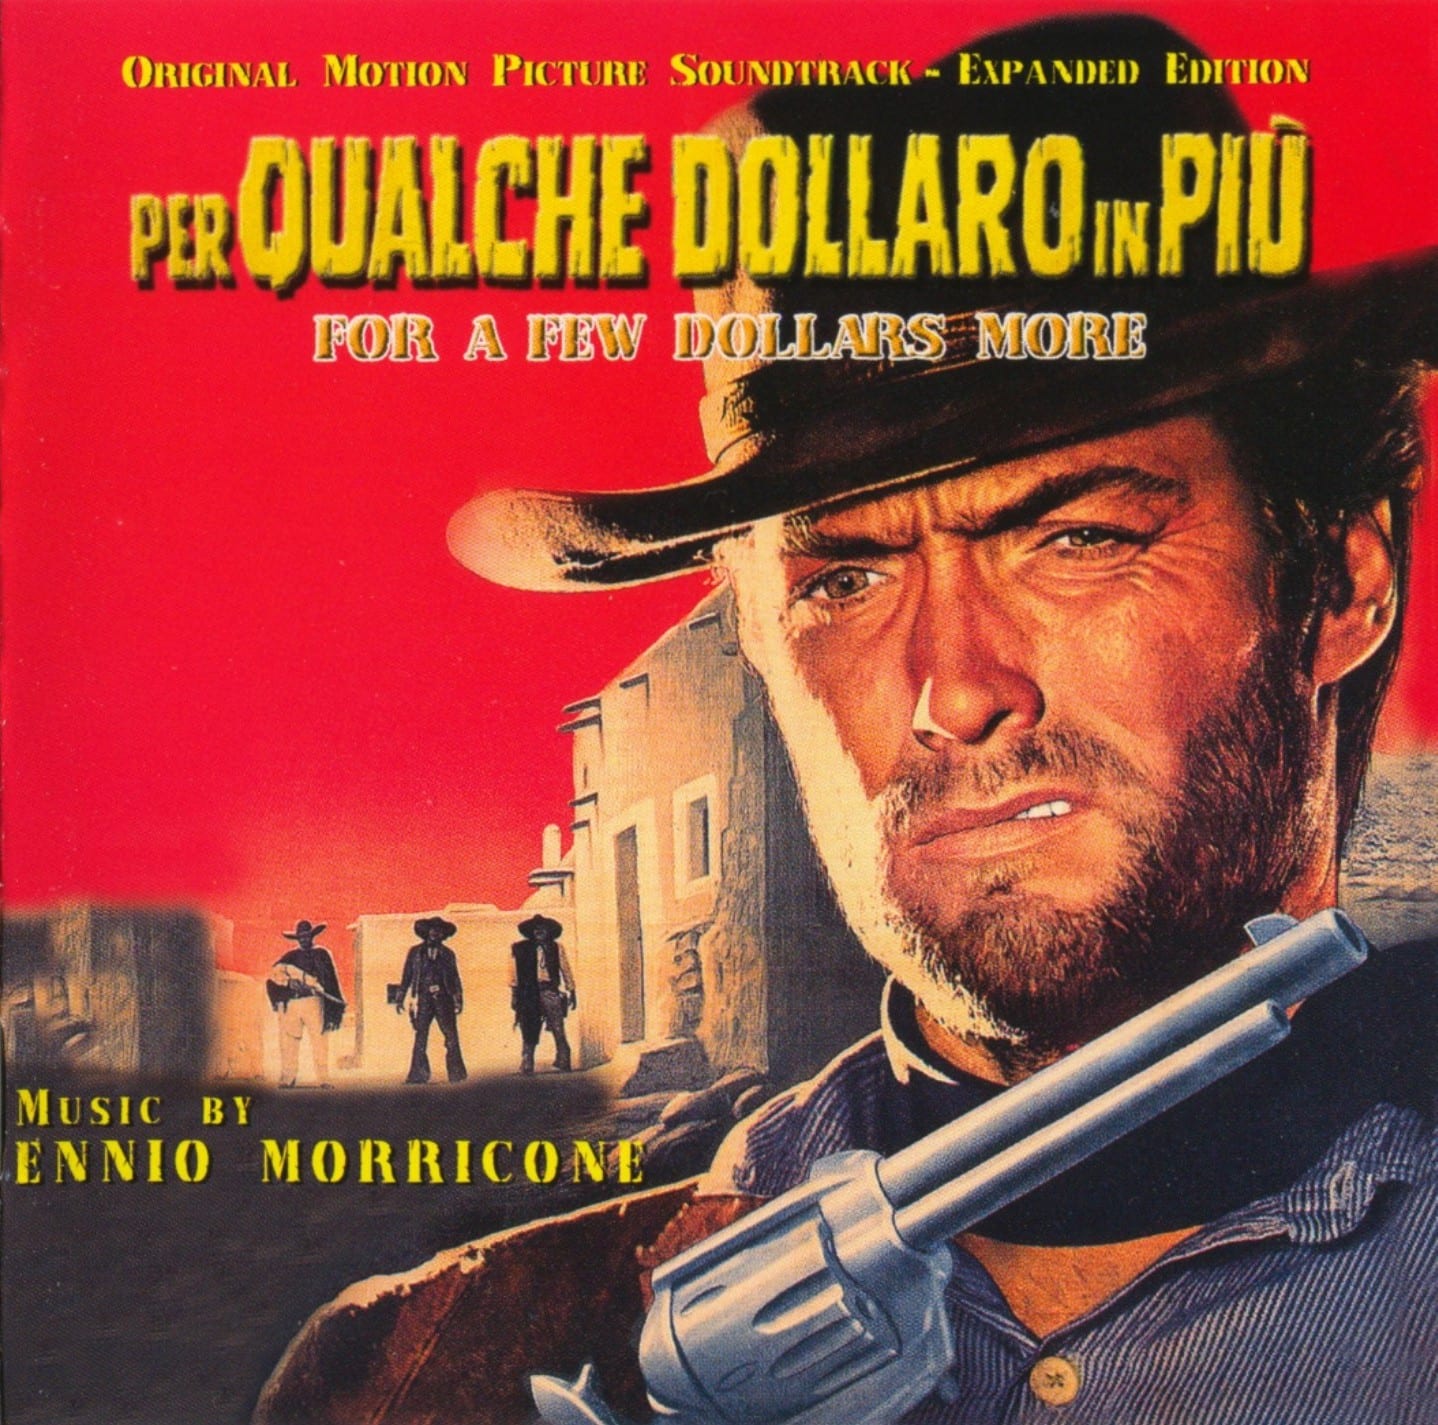 ORIGINAL MOTION PICTURE SOUNDTRACK - EXPANDED EDITION
PER QUALCHE DOLLARO IN PIÙ
FOR A FEW DOLLARS MORE
MUSIC BY
ENNIO MORRICONE